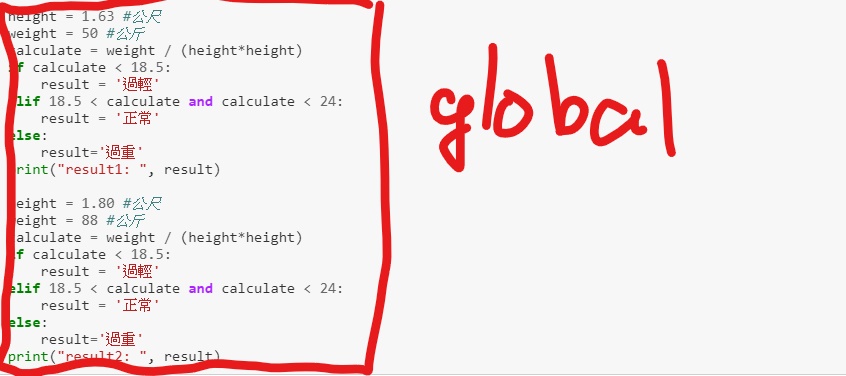 height = 1.63 #公尺
weight = 50 #公斤
calculate = weight / (height*height)
if calculate < 18.5:
result = '過輕'
elif 18.5 < calculate and calculate < 24:
result = '正常'
else:
result='過重'
print("result1: ", result)
height = 1.80 #公尺
weight = 88 #公斤
calculate = weight / (height*height)
if calculate < 18.5:
result = '過輕'
elif 18.5 < calculate and calculate < 24:
result = '正常'
else:
result='過重'
print("result2: ", result)
global